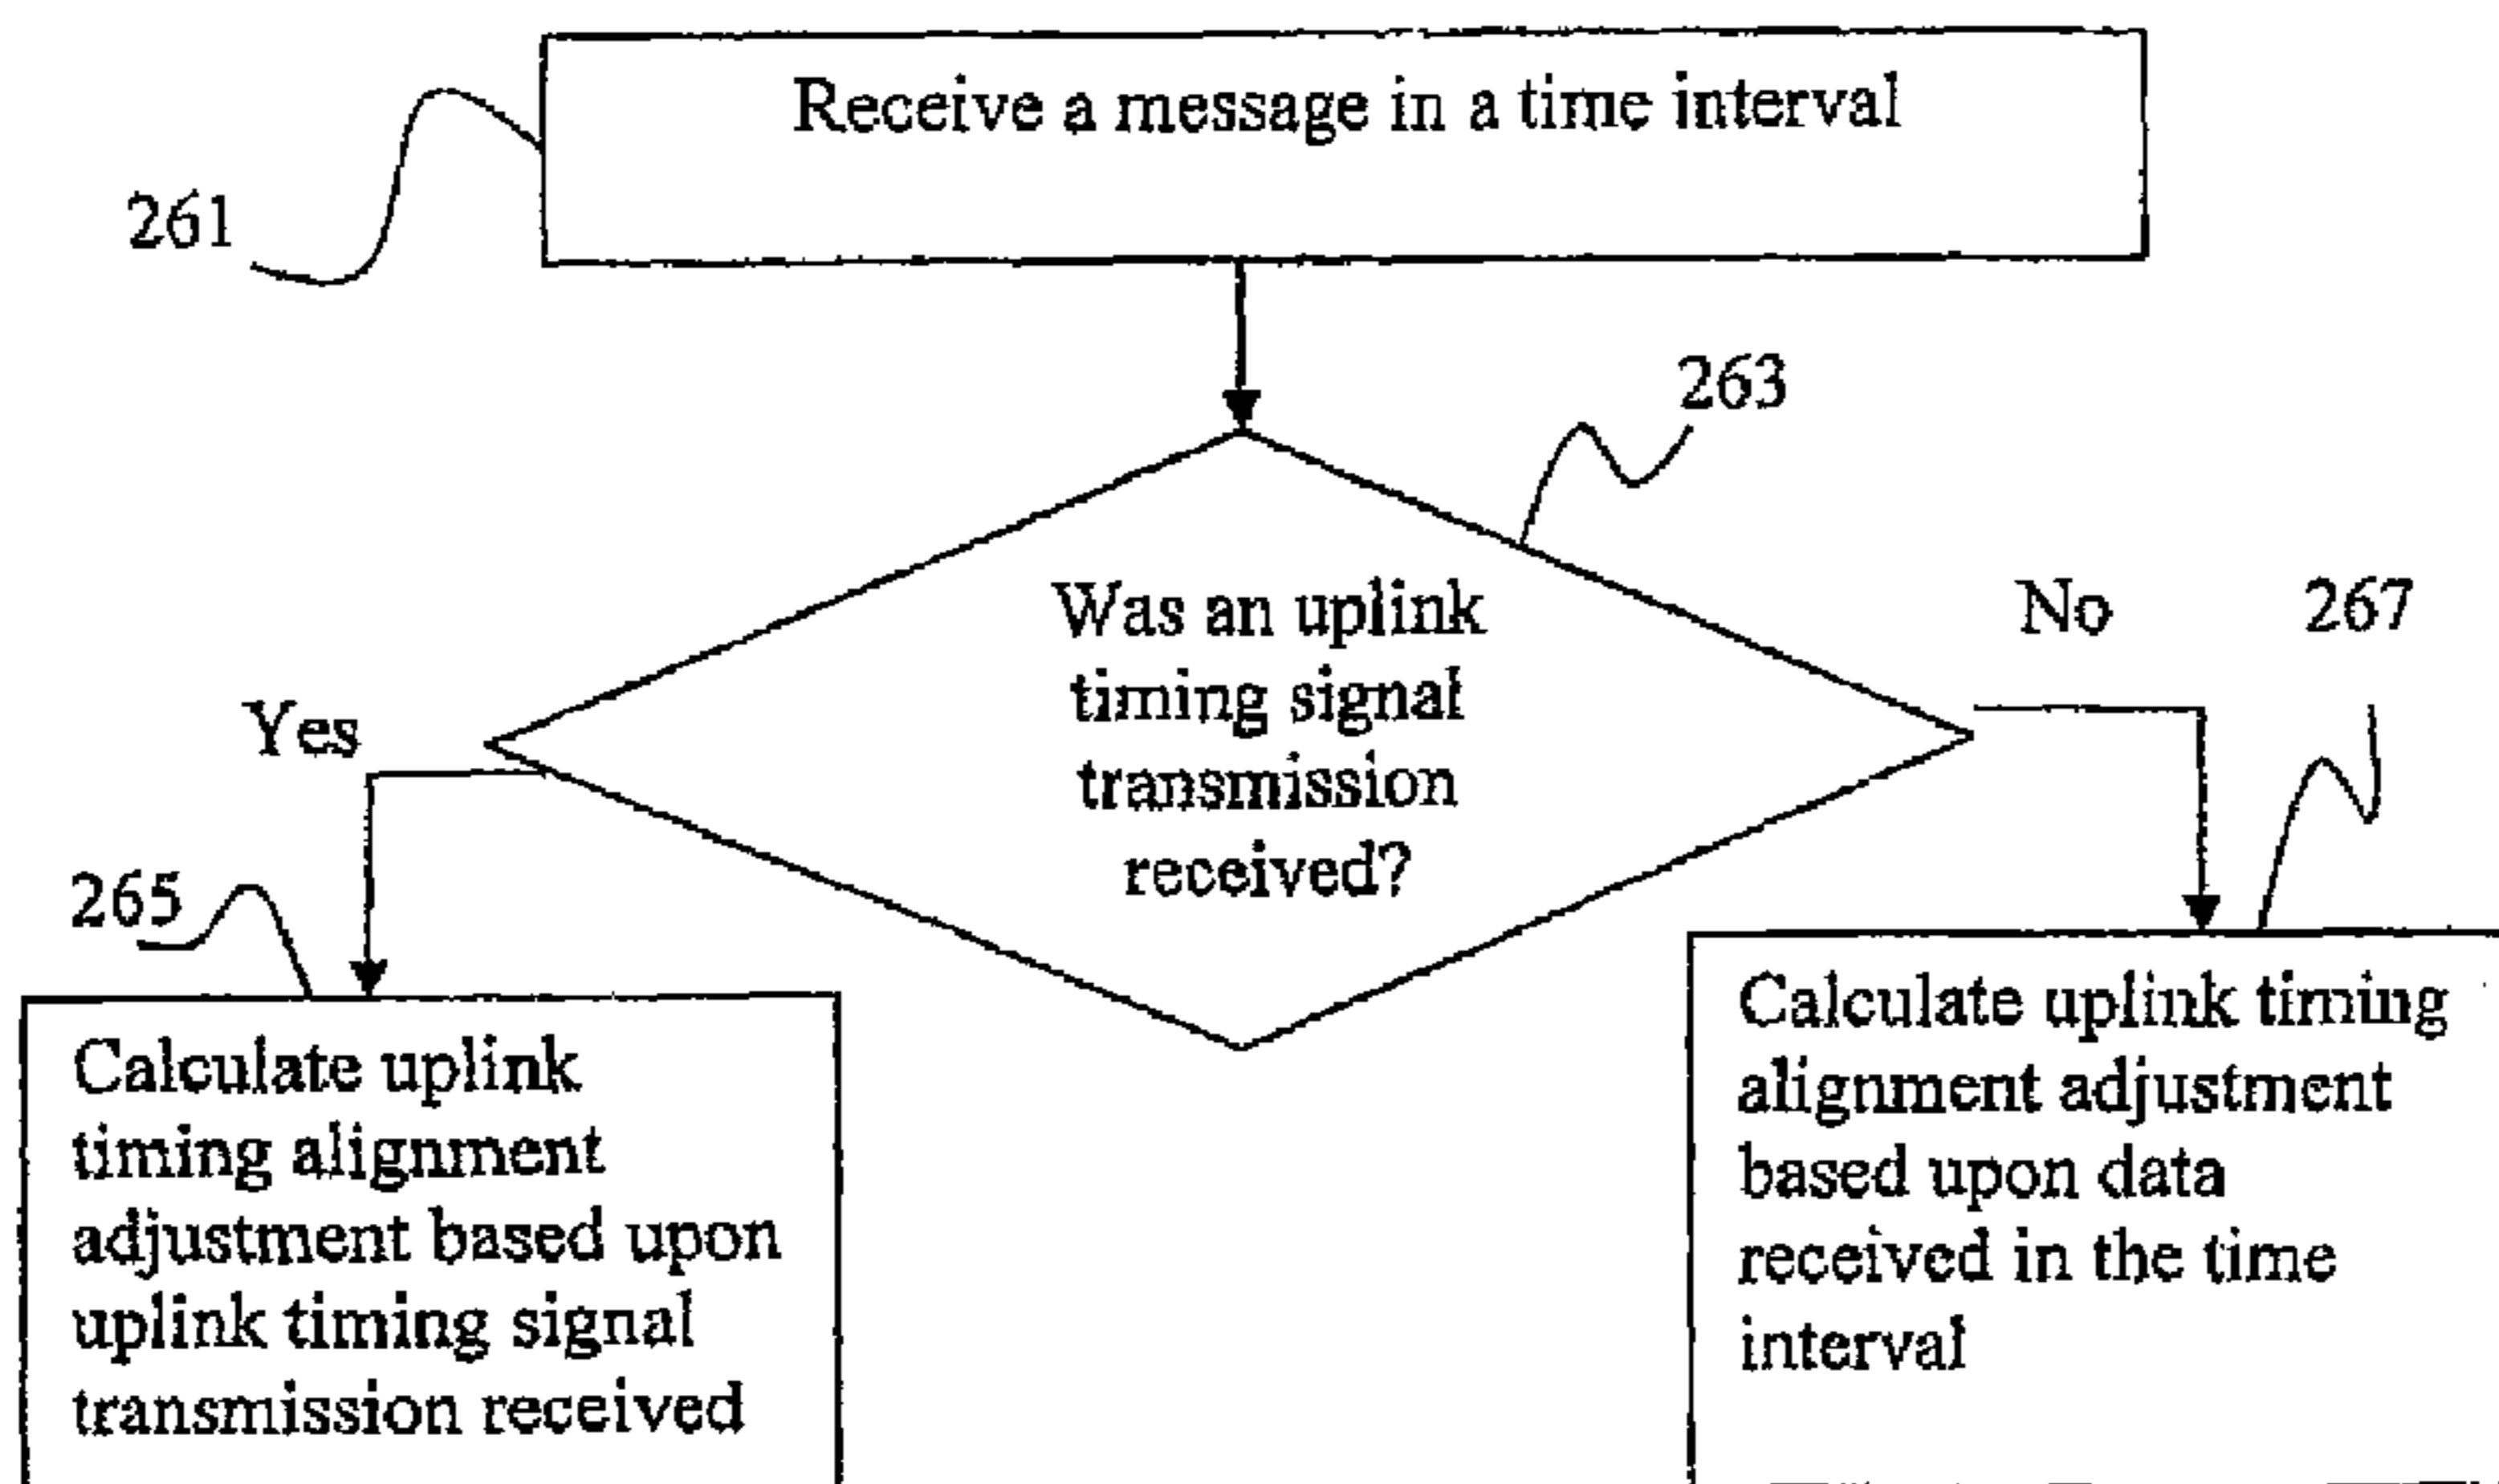 Receive a message in a time interval
261
263
Was an uplink
timing signal
transmission
received?
No
267
Yes
265
Calculate uplink
timing alignment
adjustment based upon
uplink timing signal
transmission received
Calculate uplink timing
alignment adjustment
based upon data
received in the time
interval